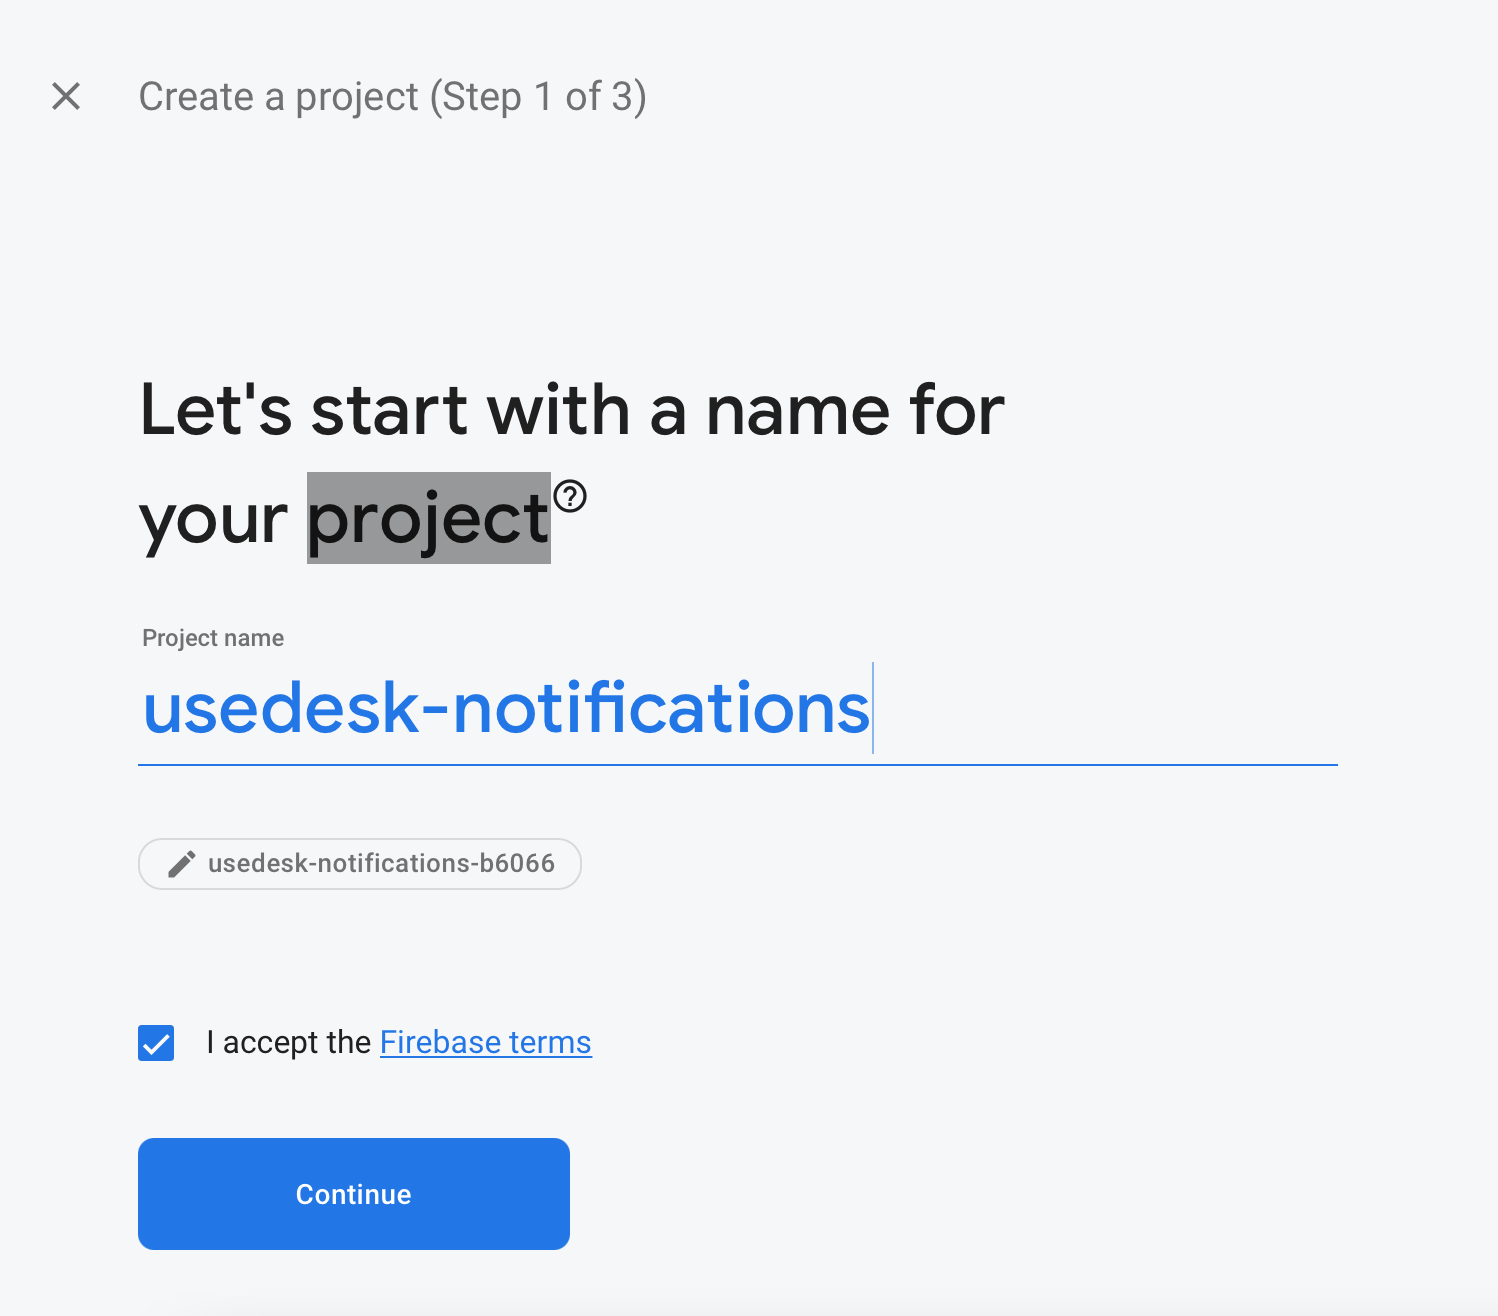 Create a project (Step 1 of 3)
Let's start with a name for
your project
Project name
usedesk-notifications
usedesk-notifications-b6066
I accept the Firebase terms
Continue